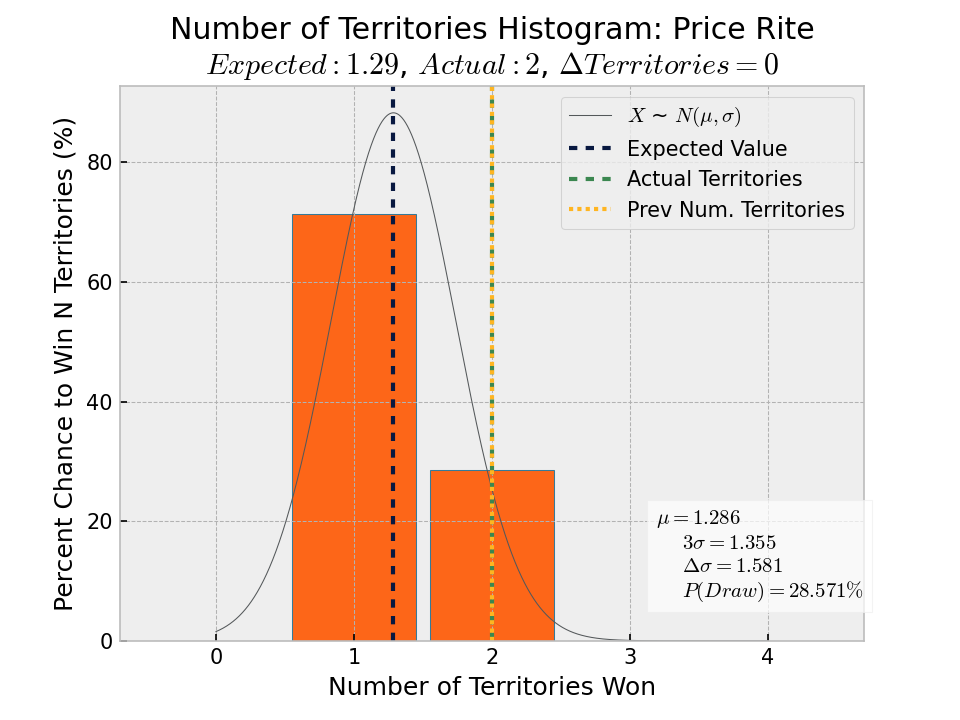 Number of Territories Histogram: Price Rite
Expected : 1.29, Actual : 2, ΔTerritories = 0
Percent Chance to Win N Territories (%)
80
60
40
20
0
X ~ N(μ, σ)
Expected Value
Actual Territories
Prev Num. Territories
μ = 1.286
3σ = 1.355
Δσ = 1.581
P(Draw) = 28.571%
0 1 2 3 4
Number of Territories Won